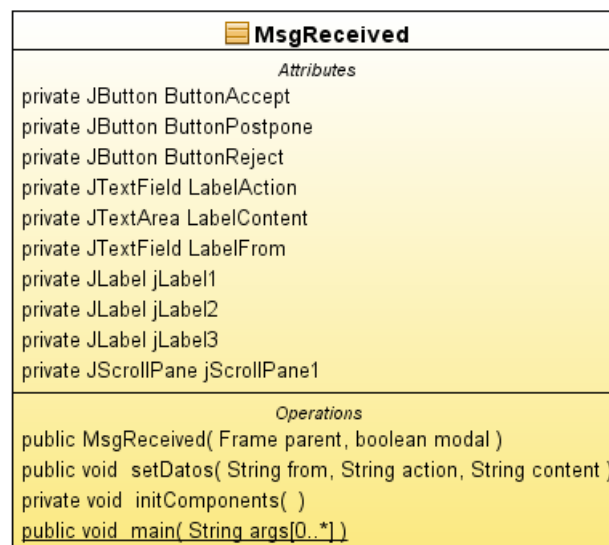 MsgReceived
Attributes
private JButton ButtonAccept
private JButton ButtonPostpone
private JButton ButtonReject
private JTextField LabelAction
private JTextArea LabelContent
private JTextField LabelFrom
private JLabel jLabel1
private JLabel jLabel2
private JLabel jLabel3
private JScrollPane jScrollPane1
Operations
public MsgReceived( Frame parent, boolean modal )
public void setDatos( String from, String action, String content )
private void initComponents( )
public void main( String args[0..*] )